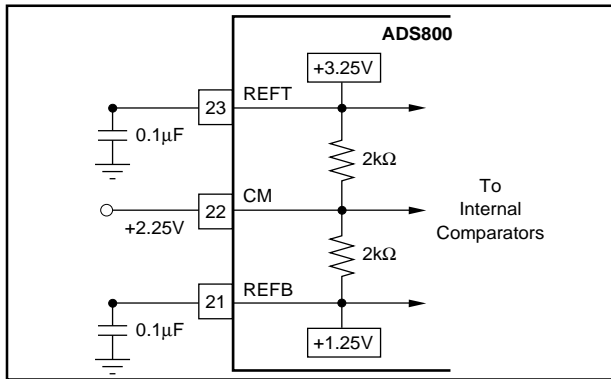 ADS800
+3.25V
REFT
23
0.1µF
2kΩ
CM
22
+2.25V
To
Internal
Comparators
2kΩ
REFB
21
0.1µF
+1.25V